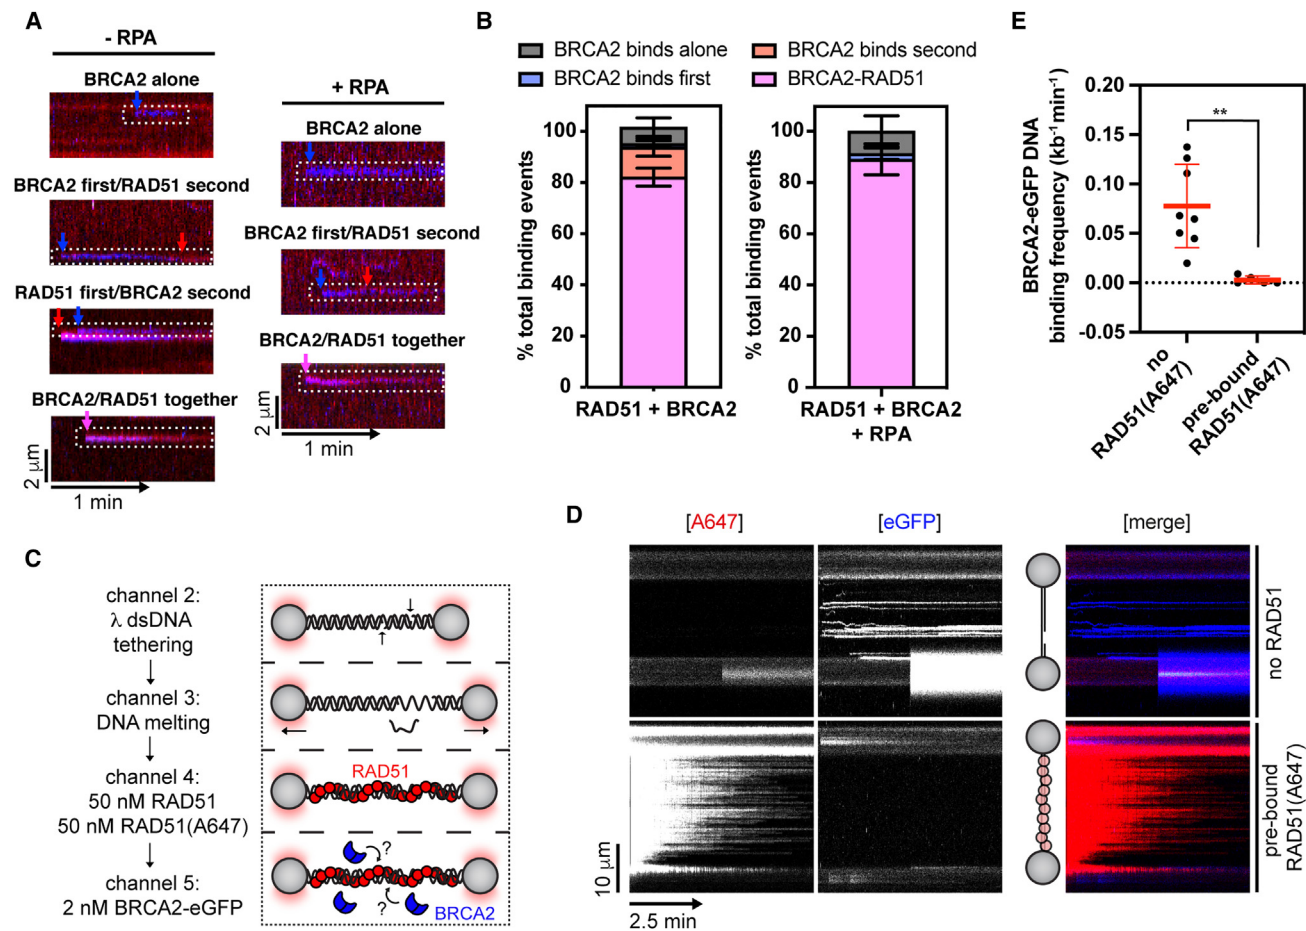 A
- RPA
BRCA2 alone
BRCA2 first/RAD51 second
RAD51 first/BRCA2 second
BRCA2/RAD51 together
2 µm
1 min
+ RPA
BRCA2 alone
BRCA2 first/RAD51 second
BRCA2/RAD51 together
2 µm
1 min
B
BRCA2 binds alone
BRCA2 binds second
BRCA2 binds first
BRCA2-RAD51
% total binding events
100
80
60
40
20
0
RAD51 + BRCA2
% total binding events
100
80
60
40
20
0
RAD51 + BRCA2
+ RPA
E
BRCA2-eGFP DNA
binding frequency (kb-1min-1)
0.20
0.15
0.10
0.05
0.00
-0.05
**
no
RAD51(A647)
pre-bound
RAD51(A647)
C
channel 2:
λ dsDNA
tethering
channel 3:
DNA melting
channel 4:
50 nM RAD51
50 nM RAD51(A647)
channel 5:
2 nM BRCA2-eGFP
RAD51
?
?
BRCA2
D
[A647]
[eGFP]
[merge]
no RAD51
pre-bound
RAD51(A647)
10 µm
2.5 min